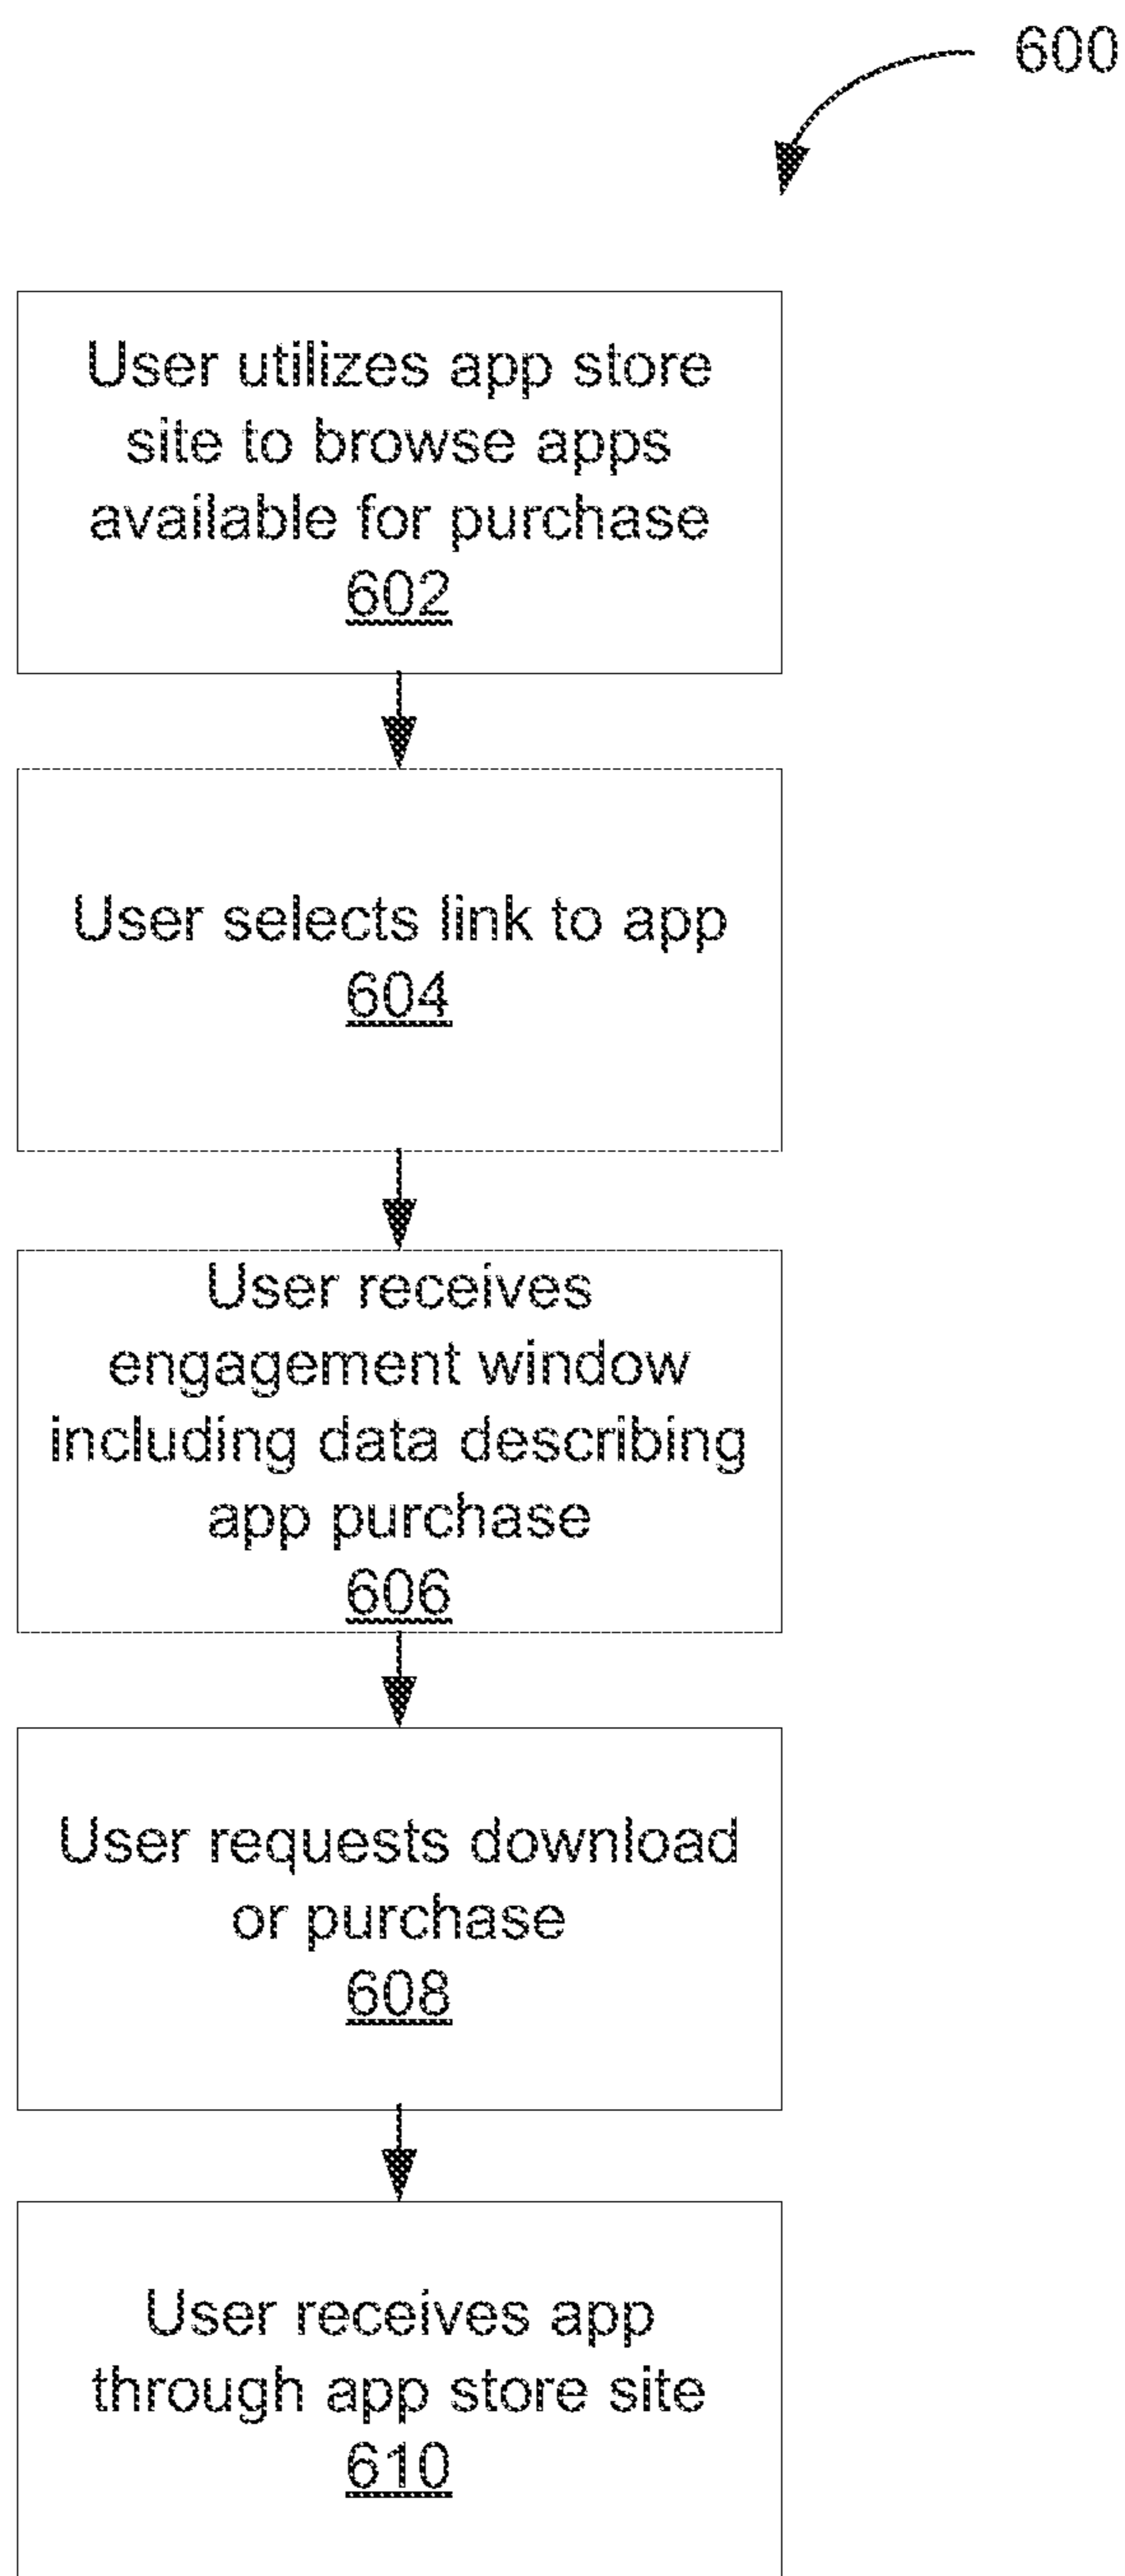 600
User utilizes app store
site to browse apps
available for purchase
602
User selects link to app
604
User receives
engagement window
including data describing
app purchase
606
User requests download
or purchase
608
User receives app
through app store site
610